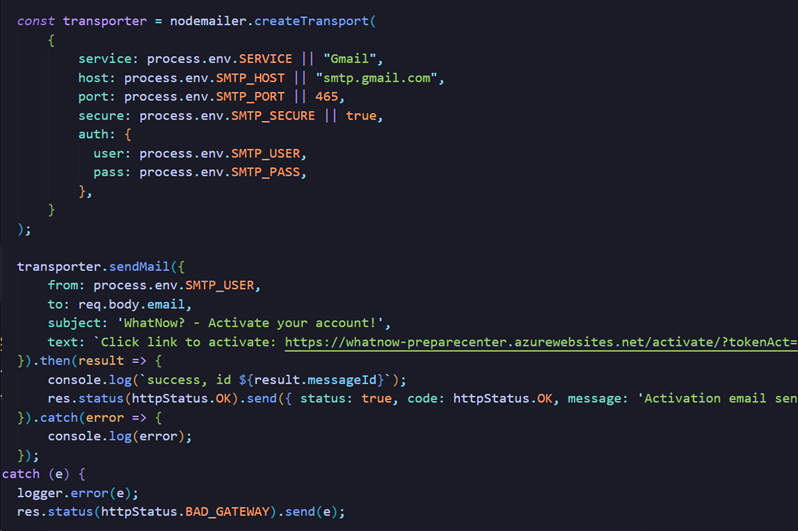 const transporter = nodemailer.createTransport(
{
service: process.env.SERVICE || "Gmail",
host: process.env.SMTP_HOST || "smtp.gmail.com",
port: process.env.SMTP_PORT || 465,
secure: process.env.SMTP_SECURE || true,
auth: {
user: process.env.SMTP_USER,
pass: process.env.SMTP_PASS,
},
}
);
transporter.sendMail({
from: process.env.SMTP_USER,
to: req.body.email,
subject: 'WhatNow? - Activate your account!',
text: `Click link to activate: https://whatnow-preparecenter.azurewebsites.net/activate/?tokenAct=
}).then(result => {
console.log(`success, id ${result.messageId}`);
res.status(httpStatus.OK).send({ status: true, code: httpStatus.OK, message: 'Activation email sen
}).catch(error => {
console.log(error);
});
catch (e) {
logger.error(e);
res.status(httpStatus.BAD_GATEWAY).send(e);